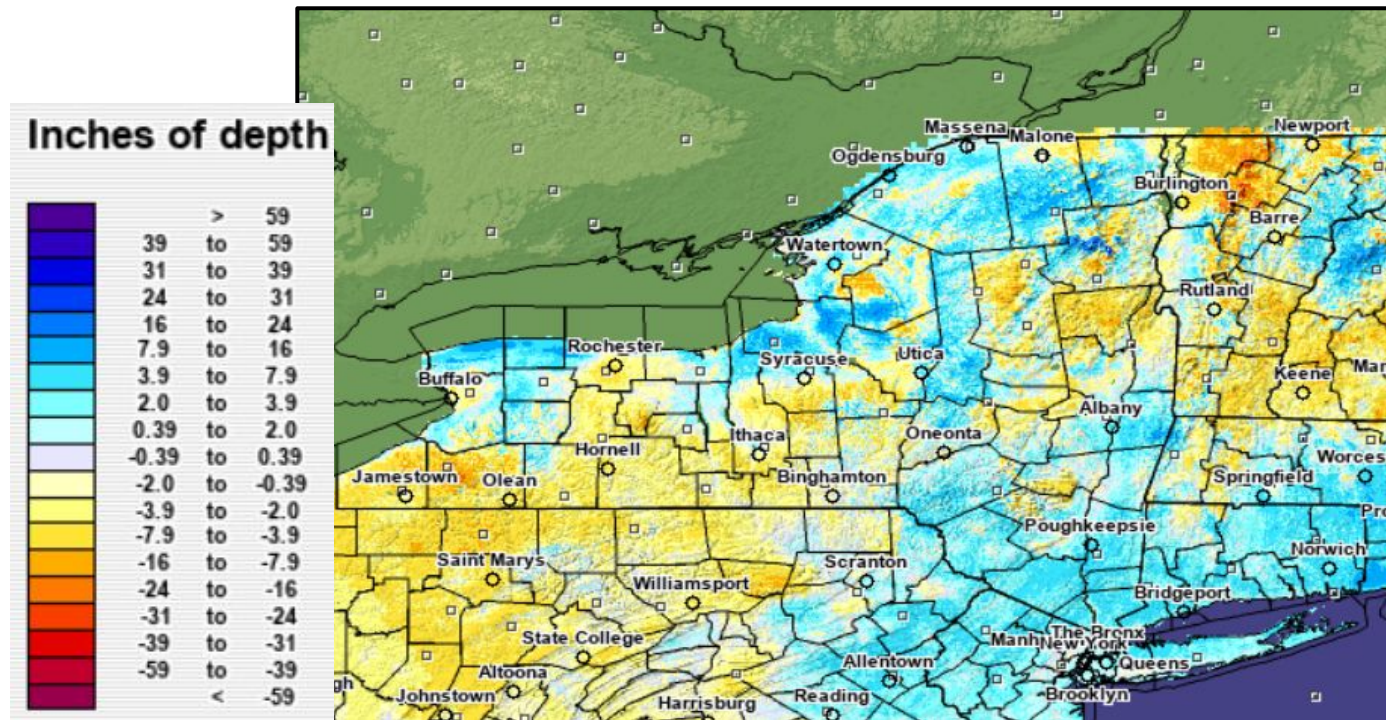 Inches of depth
> 59
39 to 59
31 to 39
24 to 31
16 to 24
7.9 to 16
3.9 to 7.9
2.0 to 3.9
0.39 to 2.0
-0.39 to 0.39
-2.0 to -0.39
-3.9 to -2.0
-7.9 to -3.9
-16 to -7.9
-24 to -16
-31 to -24
-39 to -31
-59 to -39
< -59
Massena
Malone
Newport
Ogdensburg
Burlington
Barre
Watertown
Rutland
Rochester
Syracuse
Utica
Buffalo
Keene
Man
Albany
Ithaca
Oneonta
Hornell
Jamestown
Olean
Binghamton
Springfield
Worces
Pro
Poughkeepsie
Saint Marys
Scranton
Norwich
Williamsport
Bridgeport
State College
Manh
The Bronx
New York
Queens
Altoona
Allentown
Brooklyn
gh
Johnstown
Harrisburg
Reading